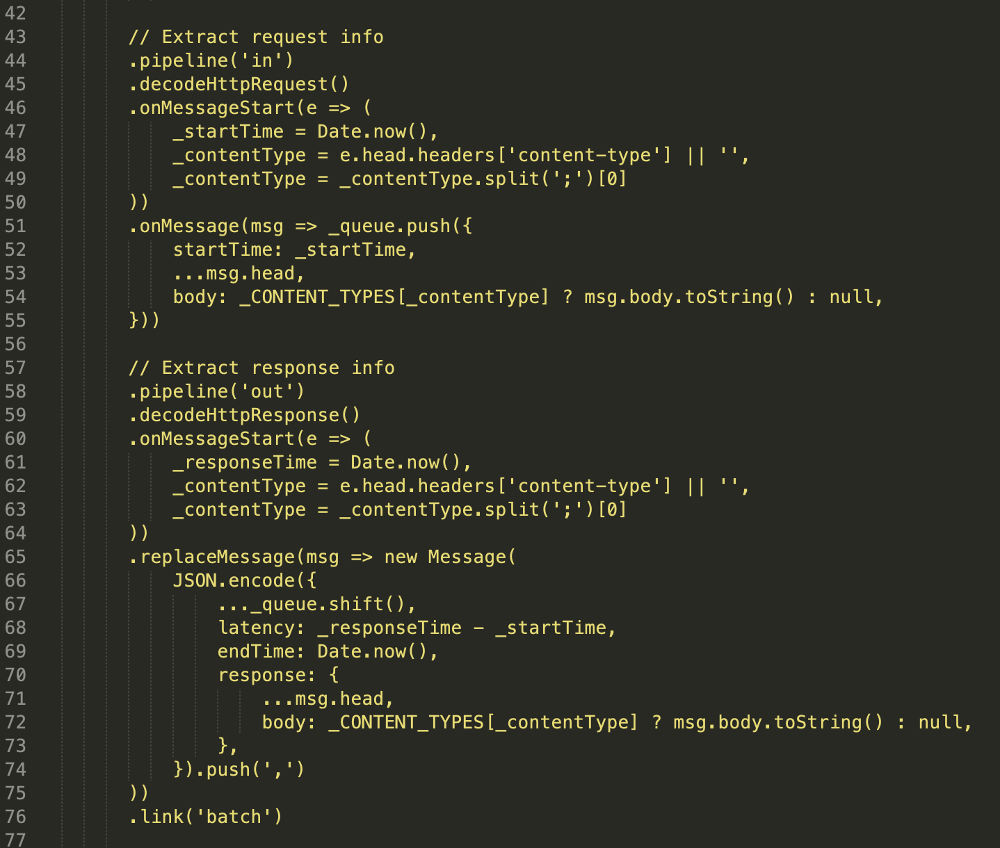 42
43 // Extract request info
44 .pipeline('in')
45 .decodeHttpRequest()
46 .onMessageStart(e => (
47 _startTime = Date.now(),
48 _contentType = e.head.headers['content-type'] || '',
49 _contentType = _contentType.split(';')[0]
50 ))
51 .onMessage(msg => _queue.push({
52 startTime: _startTime,
53 ...msg.head,
54 body: _CONTENT_TYPES[_contentType] ? msg.body.toString() : null,
55 }))
56
57 // Extract response info
58 .pipeline('out')
59 .decodeHttpResponse()
60 .onMessageStart(e => (
61 _responseTime = Date.now(),
62 _contentType = e.head.headers['content-type'] || '',
63 _contentType = _contentType.split(';')[0]
64 ))
65 .replaceMessage(msg => new Message(
66 JSON.encode({
67 ..._queue.shift(),
68 latency: _responseTime - _startTime,
69 endTime: Date.now(),
70 response: {
71 ...msg.head,
72 body: _CONTENT_TYPES[_contentType] ? msg.body.toString() : null,
73 },
74 }).push(',')
75 ))
76 .link('batch')
77